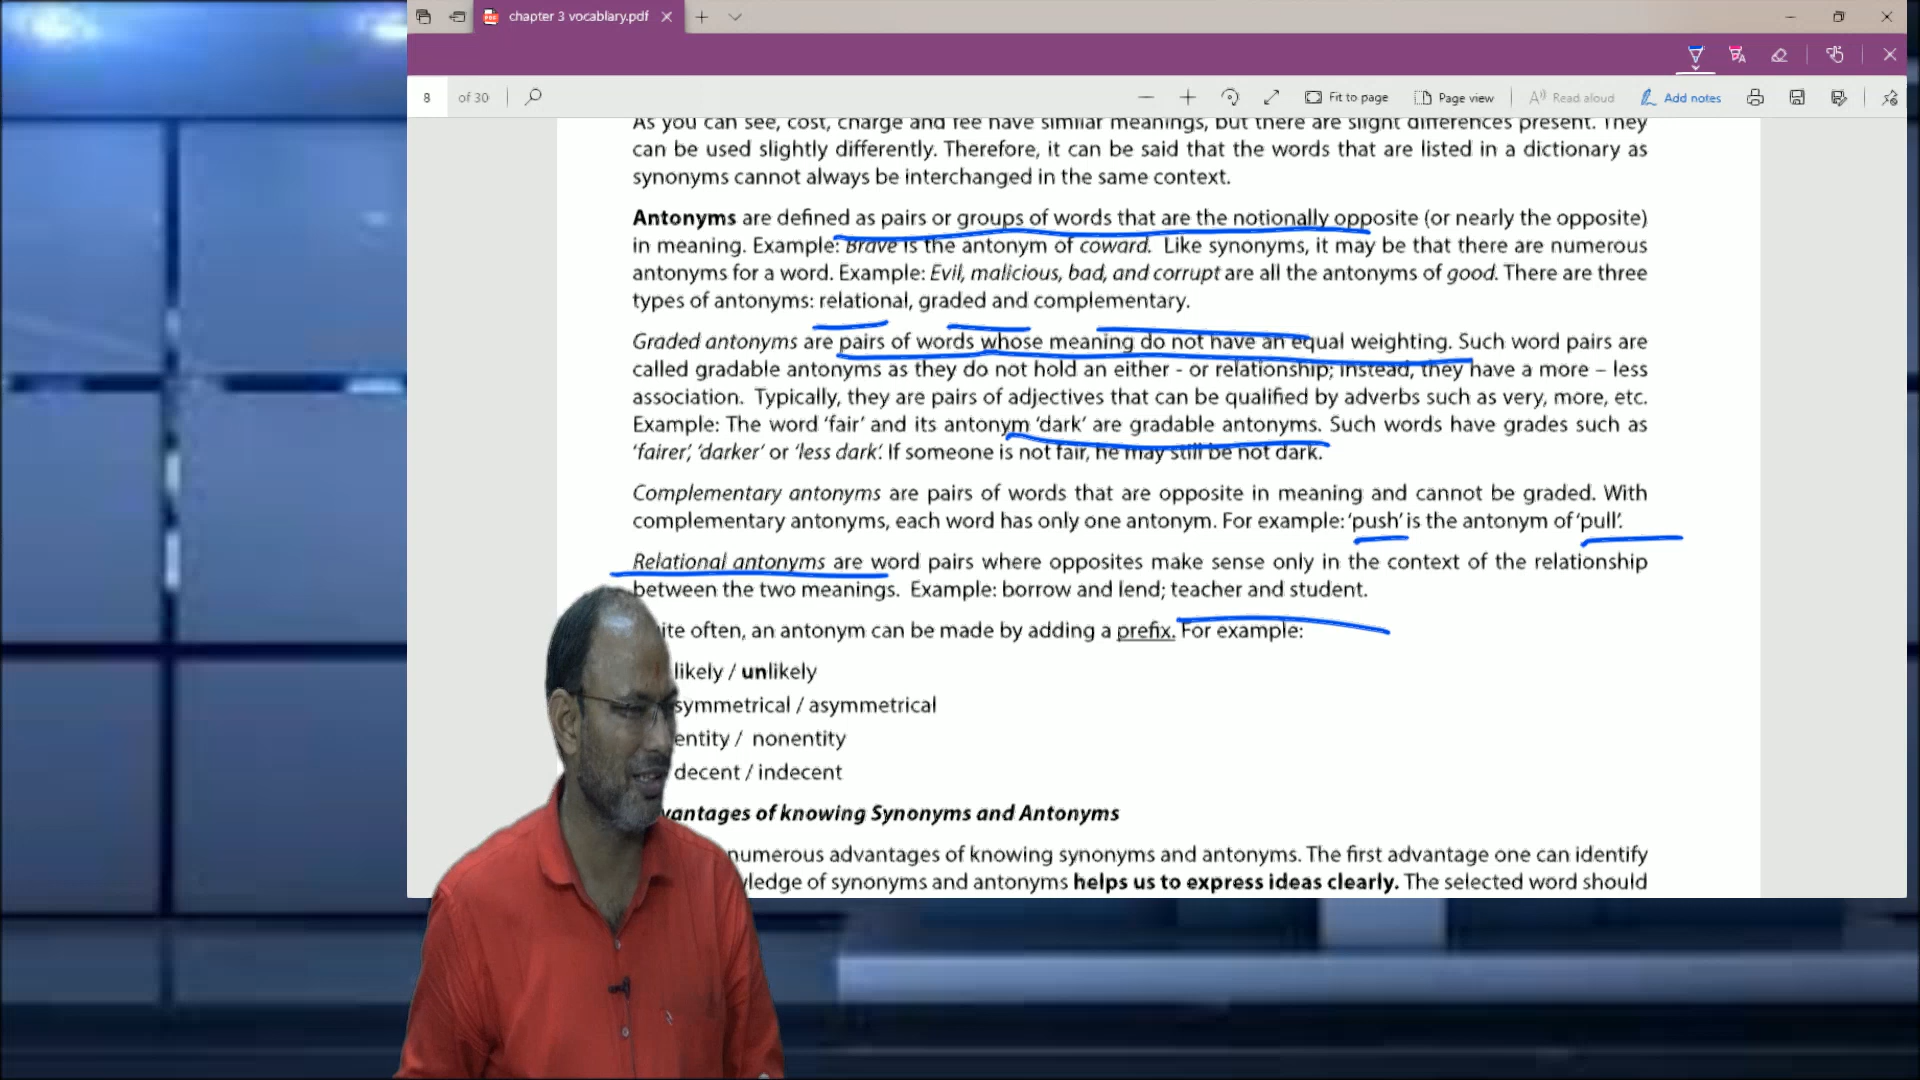 chapter 3 vocablary.pdf
8 of 30
Fit to page
Page view
Read aloud
Add notes
As you can see, cost, charge and fee have similar meanings, but there are slight differences present. They
can be used slightly differently. Therefore, it can be said that the words that are listed in a dictionary as
synonyms cannot always be interchanged in the same context.
Antonyms are defined as pairs or groups of words that are the notionally opposite (or nearly the opposite)
in meaning. Example: Brave is the antonym of coward. Like synonyms, it may be that there are numerous
antonyms for a word. Example: Evil, malicious, bad, and corrupt are all the antonyms of good. There are three
types of antonyms: relational, graded and complementary.
Graded antonyms are pairs of words whose meaning do not have an equal weighting. Such word pairs are
called gradable antonyms as they do not hold an either - or relationship; instead, they have a more – less
association. Typically, they are pairs of adjectives that can be qualified by adverbs such as very, more, etc.
Example: The word ‘fair’ and its antonym ‘dark’ are gradable antonyms. Such words have grades such as
‘fairer’, ‘darker’ or ‘less dark’. If someone is not fair, he may still be not dark.
Complementary antonyms are pairs of words that are opposite in meaning and cannot be graded. With
complementary antonyms, each word has only one antonym. For example: ‘push’ is the antonym of ‘pull’.
Relational antonyms are word pairs where opposites make sense only in the context of the relationship
between the two meanings. Example: borrow and lend; teacher and student.
ite often, an antonym can be made by adding a prefix. For example:
likely / unlikely
symmetrical / asymmetrical
entity / nonentity
decent / indecent
vantages of knowing Synonyms and Antonyms
numerous advantages of knowing synonyms and antonyms. The first advantage one can identify
ledge of synonyms and antonyms helps us to express ideas clearly. The selected word should